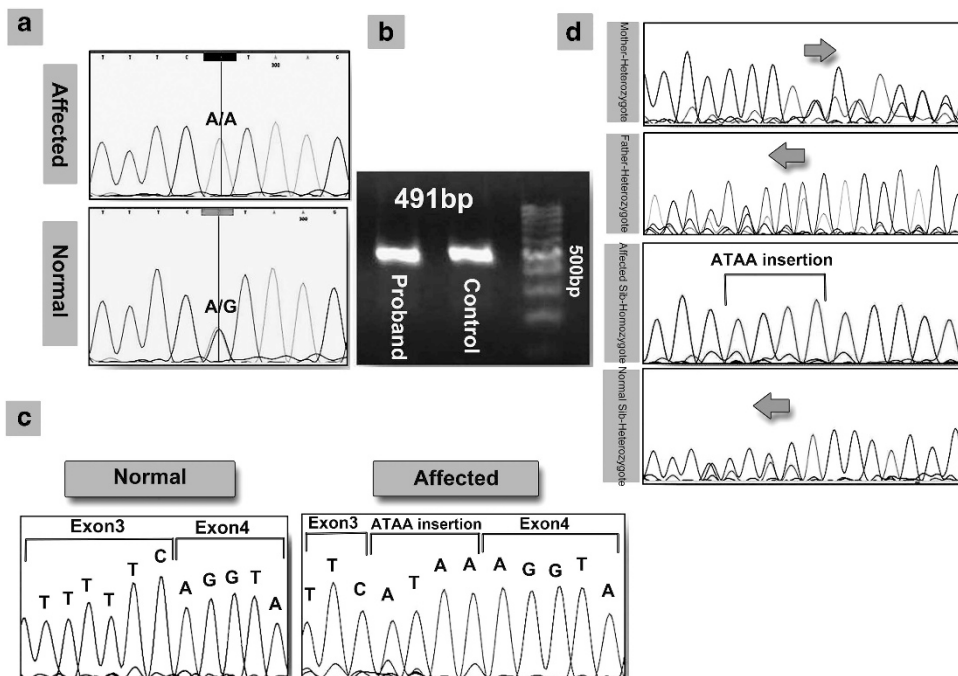 a
Affected
T T T C A T A A G
A/A
Normal
T T T C T A A G
A/G
b
491bp
500bp
Proband
Control
c
Normal
Exon3
Exon4
T T T T T C A G G T A
Affected
Exon3
ATAA insertion
Exon4
T T C A T A A A G G T A
d
Mother-Heterozygote
Father-Heterozygote
Affected Sib-Homozygote
ATAA insertion
Normal Sib-Heterozygote